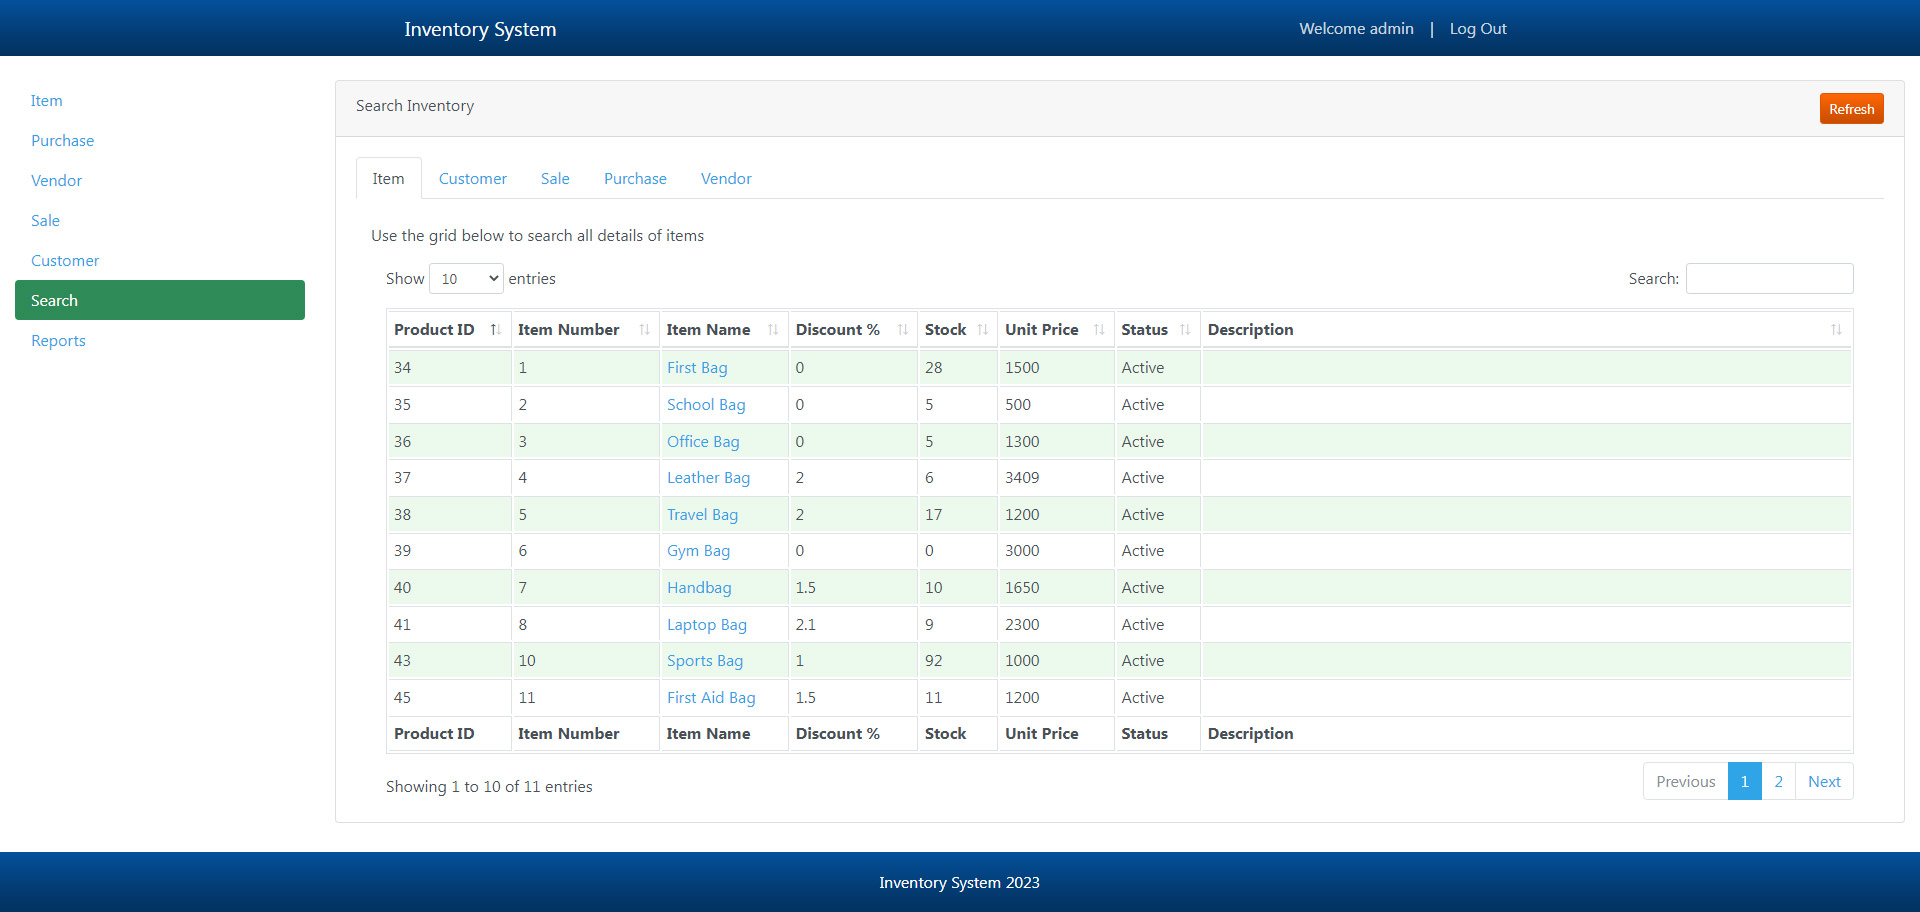 Inventory System
Welcome admin | Log Out
Item
Purchase
Vendor
Sale
Customer
Search
Reports
Search Inventory
Refresh
Item Customer Sale Purchase Vendor
Use the grid below to search all details of items
Show 10 entries
Search:
Product ID Item Number Item Name Discount % Stock Unit Price Status Description
34 1 First Bag 0 28 1500 Active
35 2 School Bag 0 5 500 Active
36 3 Office Bag 0 5 1300 Active
37 4 Leather Bag 2 6 3409 Active
38 5 Travel Bag 2 17 1200 Active
39 6 Gym Bag 0 0 3000 Active
40 7 Handbag 1.5 10 1650 Active
41 8 Laptop Bag 2.1 9 2300 Active
43 10 Sports Bag 1 92 1000 Active
45 11 First Aid Bag 1.5 11 1200 Active
Product ID Item Number Item Name Discount % Stock Unit Price Status Description
Showing 1 to 10 of 11 entries
Previous 1 2 Next
Inventory System 2023